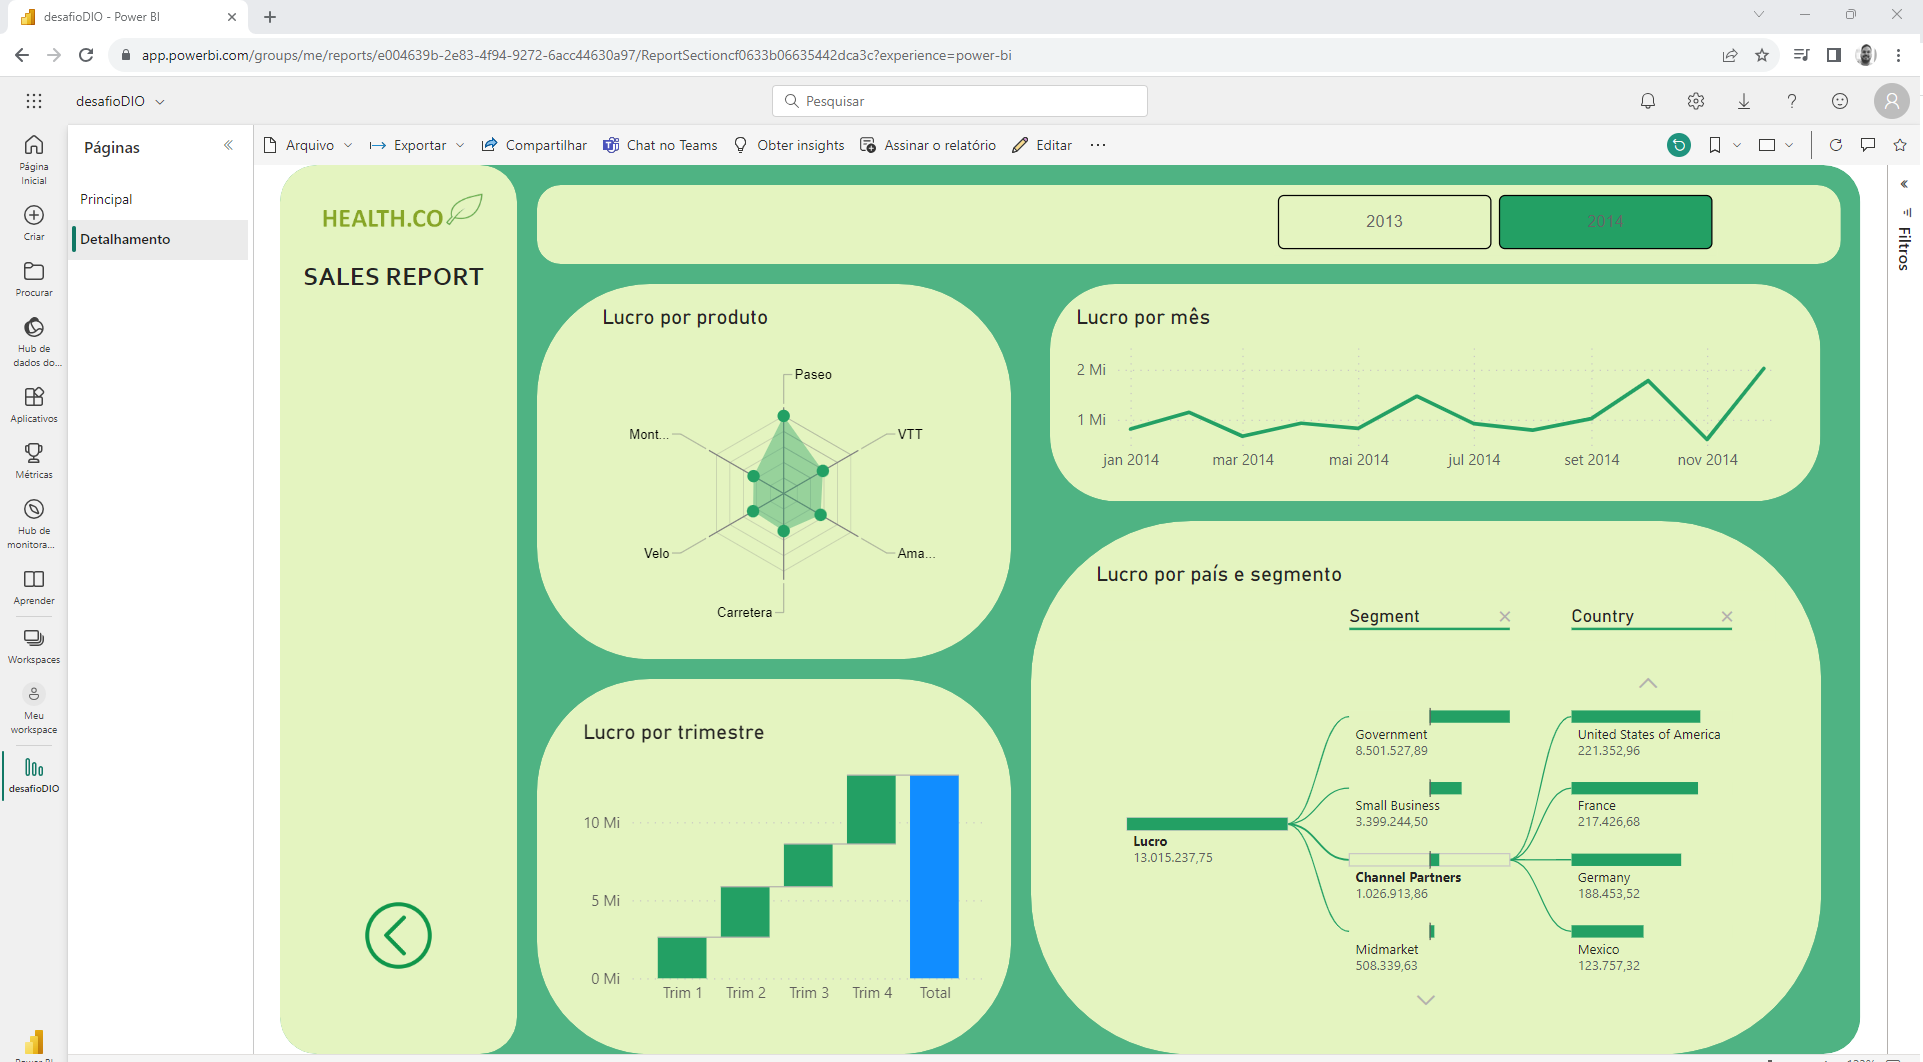 desafioDIO - Power BI
app.powerbi.com/groups/me/reports/e004639b-2e83-4f94-9272-6acc44630a97/ReportSectioncf0633b06635442dca3c?experience=power-bi
desafioDIO
Pesquisar
Página
Inicial
Criar
Procurar
Hub de
dados do...
Aplicativos
Métricas
Hub de
monitora...
Aprender
Workspaces
Meu
workspace
desafioDIO
Páginas
Principal
Detalhamento
Arquivo
Exportar
Compartilhar
Chat no Teams
Obter insights
Assinar o relatório
Editar
Filtros
HEALTH.CO
SALES REPORT
2013
2014
Lucro por produto
Paseo
VTT
Ama...
Carretera
Velo
Mont...
Lucro por mês
2 Mi
1 Mi
jan 2014
mar 2014
mai 2014
jul 2014
set 2014
nov 2014
Lucro por trimestre
10 Mi
5 Mi
0 Mi
Trim 1
Trim 2
Trim 3
Trim 4
Total
Lucro por país e segmento
Segment
Country
Lucro
13.015.237,75
Government
8.501.527,89
Small Business
3.399.244,50
Channel Partners
1.026.913,86
Midmarket
508.339,63
United States of America
221.352,96
France
217.426,68
Germany
188.453,52
Mexico
123.757,32